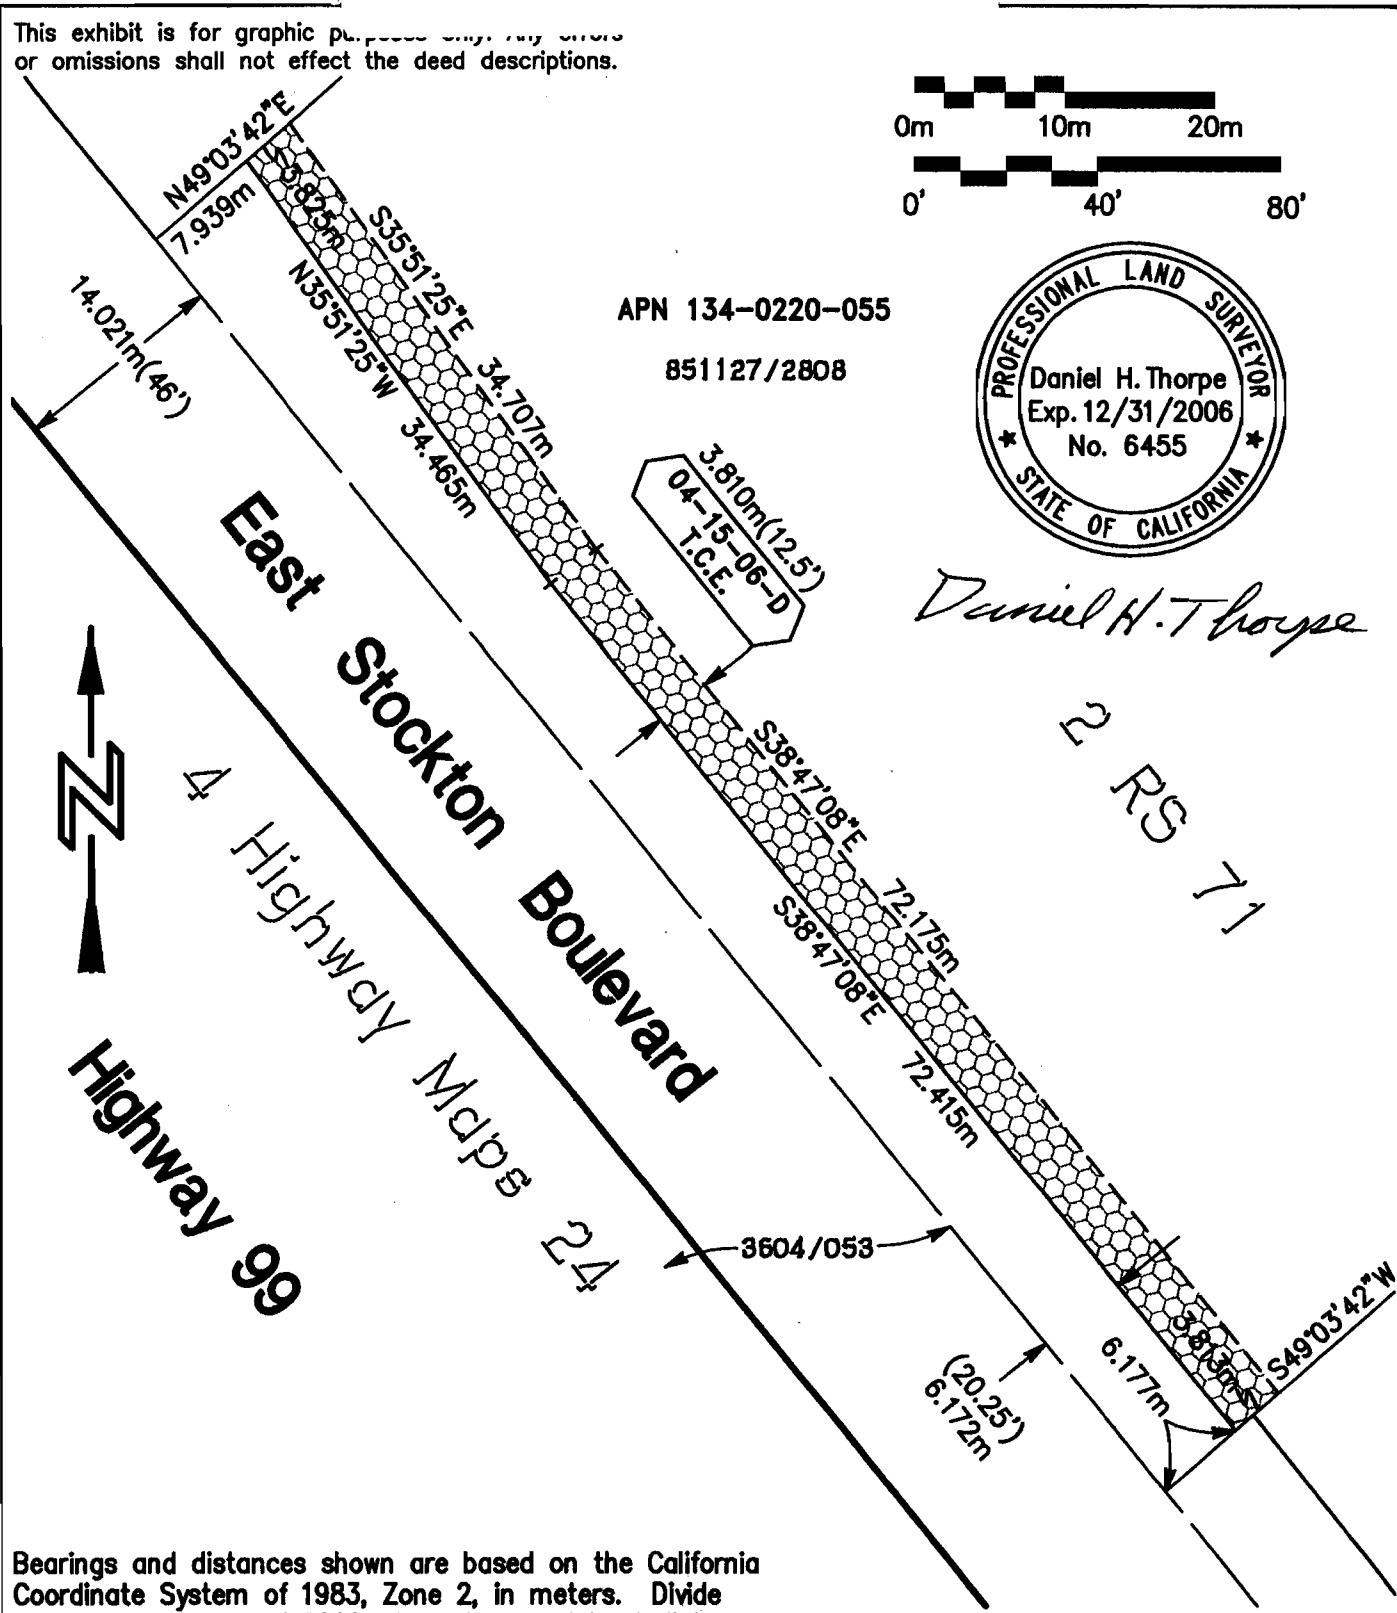 This exhibit is for graphic
or omissions shall not effect the deed descriptions.
0m 10m 20m
0' 40' 80'
N49°03'42"E
7.939m
3.825m
S35°51'25"E 34.707m
N35°51'25"W 34.465m
14.021m(46')
APN 134-0220-055
851127/2808
PROFESSIONAL LAND SURVEYOR
Daniel H. Thorpe
Exp. 12/31/2006
No. 6455
STATE OF CALIFORNIA
Daniel H. Thorpe
3.810m(12.5')
04-15-06-D
T.C.E.
East Stockton Boulevard
N
4 Highway Maps 24
Highway 99
2 RS 71
S38°47'08"E 72.175m
S38°47'08"E 72.415m
3604/053
(20.25')
6.172m
6.177m
3.813m
S49°03'42"W
Bearings and distances shown are based on the California
Coordinate System of 1983, Zone 2, in meters. Divide